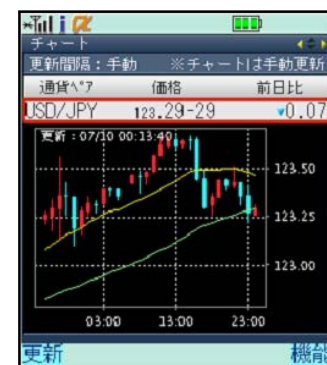 チャート
更新間隔：手動 ※チャートは手動更新
通貨ペア 価格 前日比
USD/JPY 123.29-29 ▼0.07
更新：07/10 00:13:40
123.50
123.25
123.00
03:00 13:00 23:00
更新 機能